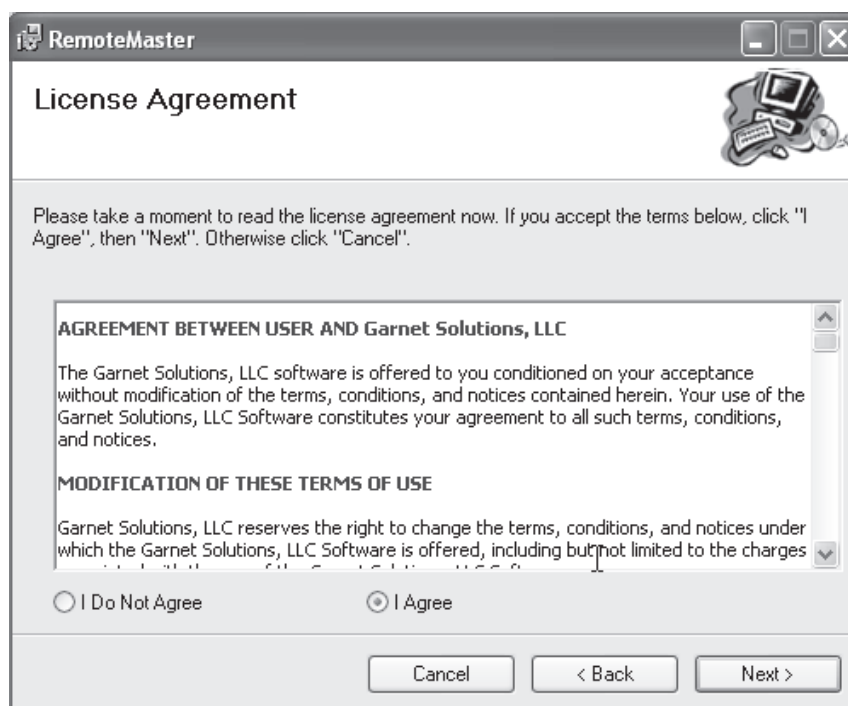 RemoteMaster
License Agreement
Please take a moment to read the license agreement now. If you accept the terms below, click "I
Agree", then "Next". Otherwise click "Cancel".
AGREEMENT BETWEEN USER AND Garnet Solutions, LLC
The Garnet Solutions, LLC software is offered to you conditioned on your acceptance
without modification of the terms, conditions, and notices contained herein. Your use of the
Garnet Solutions, LLC Software constitutes your agreement to all such terms, conditions,
and notices.
MODIFICATION OF THESE TERMS OF USE
Garnet Solutions, LLC reserves the right to change the terms, conditions, and notices under
which the Garnet Solutions, LLC Software is offered, including but not limited to the charges
I Do Not Agree
I Agree
Cancel
< Back
Next >